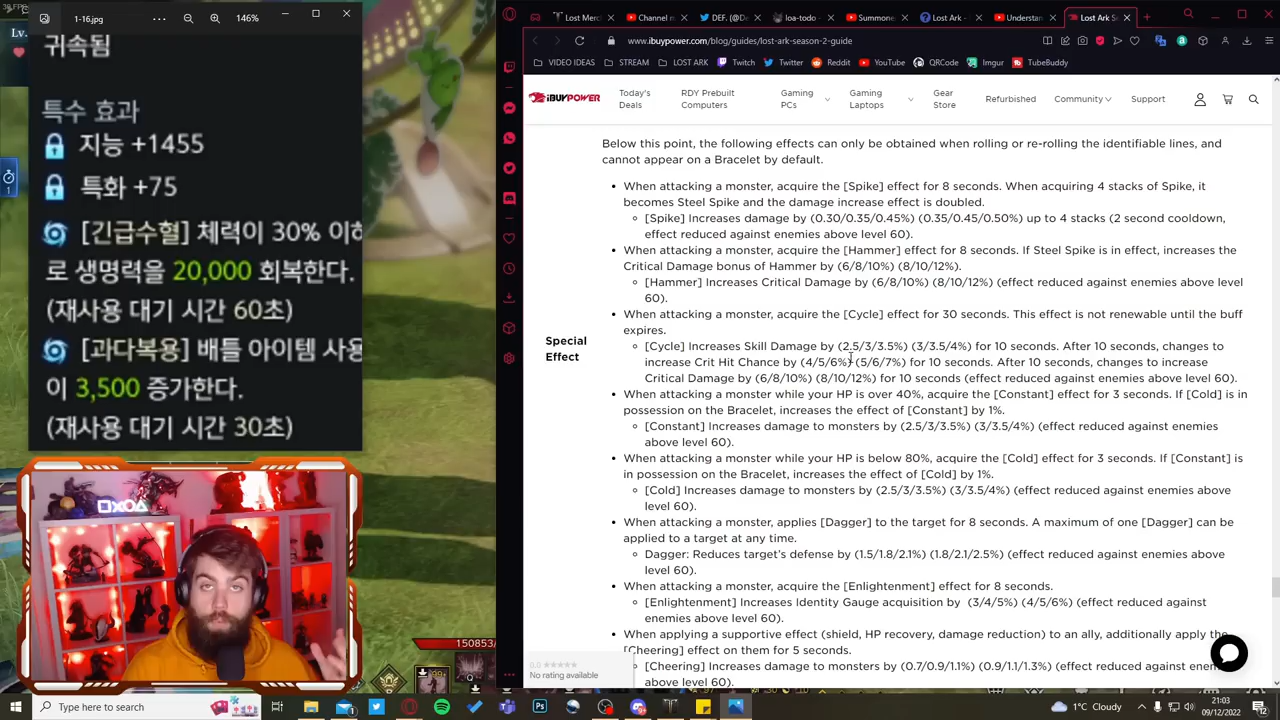 1-16.jpg
146%
귀속됨
특수 효과
지능 +1455
특화 +75
[긴급수혈] 체력이 30% 이하
로 생명력을 20,000 회복한다.
(재사용 대기 시간 60초)
[과다누적] 배틀 아이템 사용
이 3,500 증가한다.
(재사용 대기 시간 30초)
150853/
Q
Lost Merch
Channel m
DEF. (@De
loa-todo -
Summone
Lost Ark -
Understan
Lost Ark S
www.ibuypower.com/blog/guides/lost-ark-season-2-guide
VIDEO IDEAS
STREAM
LOST ARK
Twitch
Twitter
Reddit
YouTube
QRCode
Imgur
TubeBuddy
iBUYPOWER
Today's Deals
RDY Prebuilt Computers
Gaming PCs
Gaming Laptops
Gear Store
Refurbished
Community
Support
Below this point, the following effects can only be obtained when rolling or re-rolling the identifiable lines, and
cannot appear on a Bracelet by default.
Special
Effect
When attacking a monster, acquire the [Spike] effect for 8 seconds. When acquiring 4 stacks of Spike, it
becomes Steel Spike and the damage increase effect is doubled.
[Spike] Increases damage by (0.30/0.35/0.45%) (0.35/0.45/0.50%) up to 4 stacks (2 second cooldown,
effect reduced against enemies above level 60).
When attacking a monster, acquire the [Hammer] effect for 8 seconds. If Steel Spike is in effect, increases the
Critical Damage bonus of Hammer by (6/8/10%) (8/10/12%).
[Hammer] Increases Critical Damage by (6/8/10%) (8/10/12%) (effect reduced against enemies above level
60).
When attacking a monster, acquire the [Cycle] effect for 30 seconds. This effect is not renewable until the buff
expires.
[Cycle] Increases Skill Damage by (2.5/3/3.5%) (3/3.5/4%) for 10 seconds. After 10 seconds, changes to
increase Crit Hit Chance by (4/5/6%) (5/6/7%) for 10 seconds. After 10 seconds, changes to increase
Critical Damage by (6/8/10%) (8/10/12%) for 10 seconds (effect reduced against enemies above level 60).
When attacking a monster while your HP is over 40%, acquire the [Constant] effect for 3 seconds. If [Cold] is in
possession on the Bracelet, increases the effect of [Constant] by 1%.
[Constant] Increases damage to monsters by (2.5/3/3.5%) (3/3.5/4%) (effect reduced against enemies
above level 60).
When attacking a monster while your HP is below 80%, acquire the [Cold] effect for 3 seconds. If [Constant] is
in possession on the Bracelet, increases the effect of [Cold] by 1%.
[Cold] Increases damage to monsters by (2.5/3/3.5%) (3/3.5/4%) (effect reduced against enemies above
level 60).
When attacking a monster, applies [Dagger] to the target for 8 seconds. A maximum of one [Dagger] can be
applied to a target at any time.
Dagger: Reduces target's defense by (1.5/1.8/2.1%) (1.8/2.1/2.5%) (effect reduced against enemies above
level 60).
When attacking a monster, acquire the [Enlightenment] effect for 8 seconds.
[Enlightenment] Increases Identity Gauge acquisition by (3/4/5%) (4/5/6%) (effect reduced against
enemies above level 60).
When applying a supportive effect (shield, HP recovery, damage reduction) to an ally, additionally apply the
[Cheering] effect on them for 5 seconds.
[Cheering] Increases damage to monsters by (0.7/0.9/1.1%) (0.9/1.1/1.3%) (effect reduced against enem
above level 60).
0.0
No rating available
Type here to search
1°C Cloudy
21:03
09/12/2022